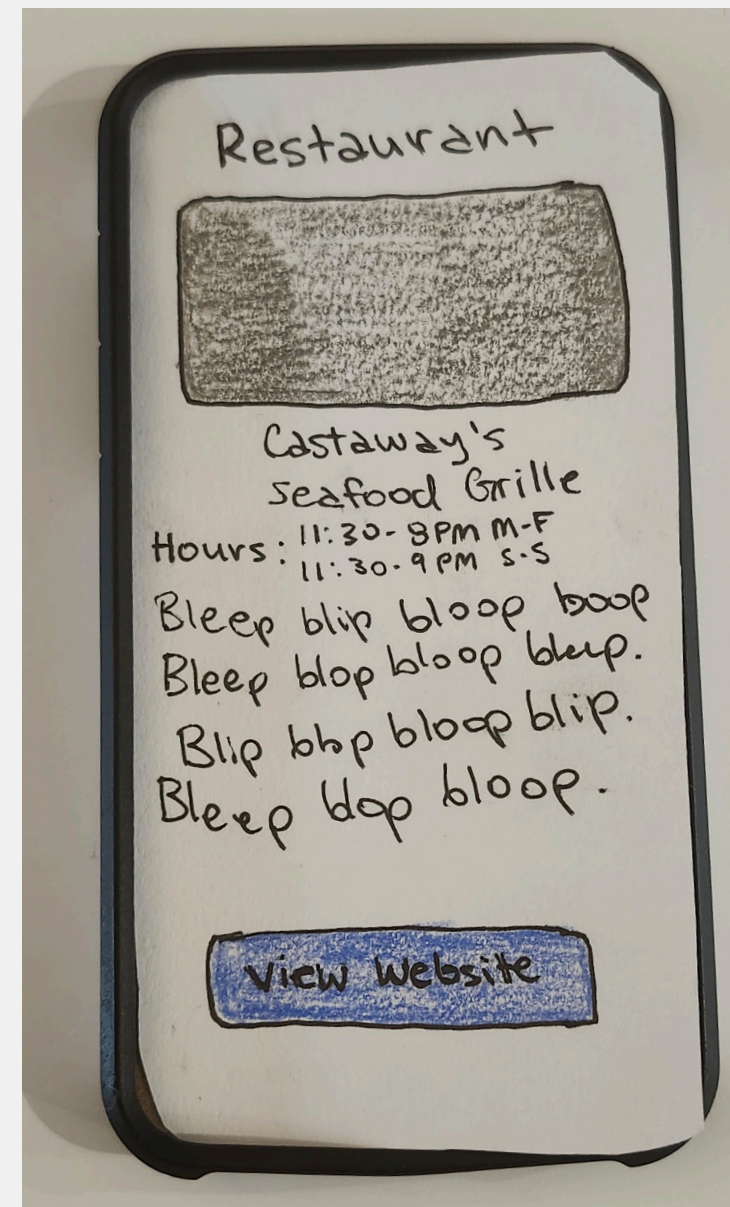 Restaurant
Castaway's
Seafood Grille
Hours: 11:30-8PM M-F
11:30-9PM S-S
Bleep blip bloop boop
Bleep blop bloop bleep.
Blip blop bloop blip.
Bleep blop bloop.
View Website